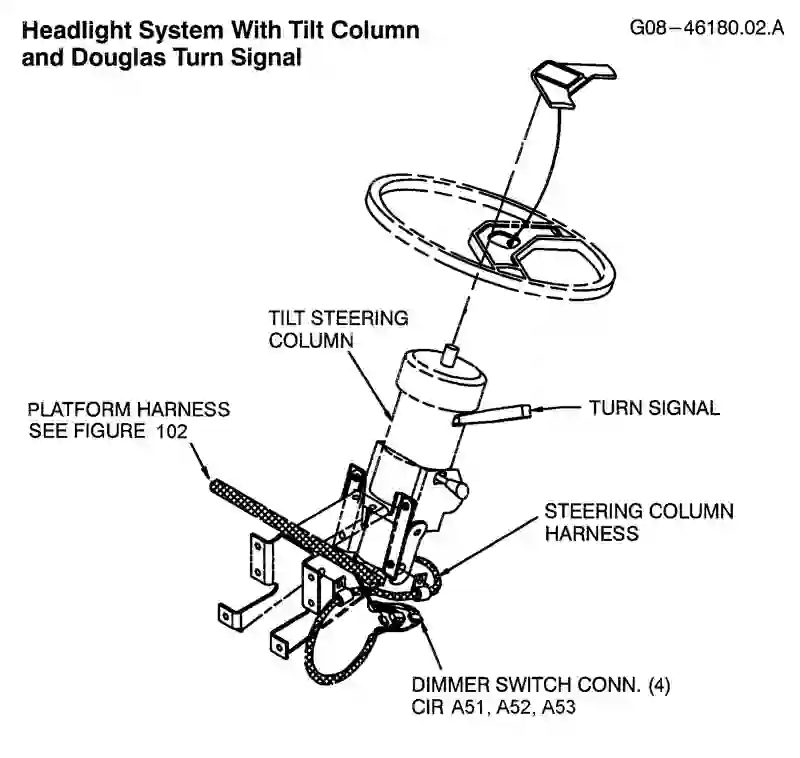 Headlight System With Tilt Column
and Douglas Turn Signal
G08-46180.02.A
TILT STEERING
COLUMN
PLATFORM HARNESS
SEE FIGURE 102
TURN SIGNAL
STEERING COLUMN
HARNESS
DIMMER SWITCH CONN. (4)
CIR A51, A52, A53